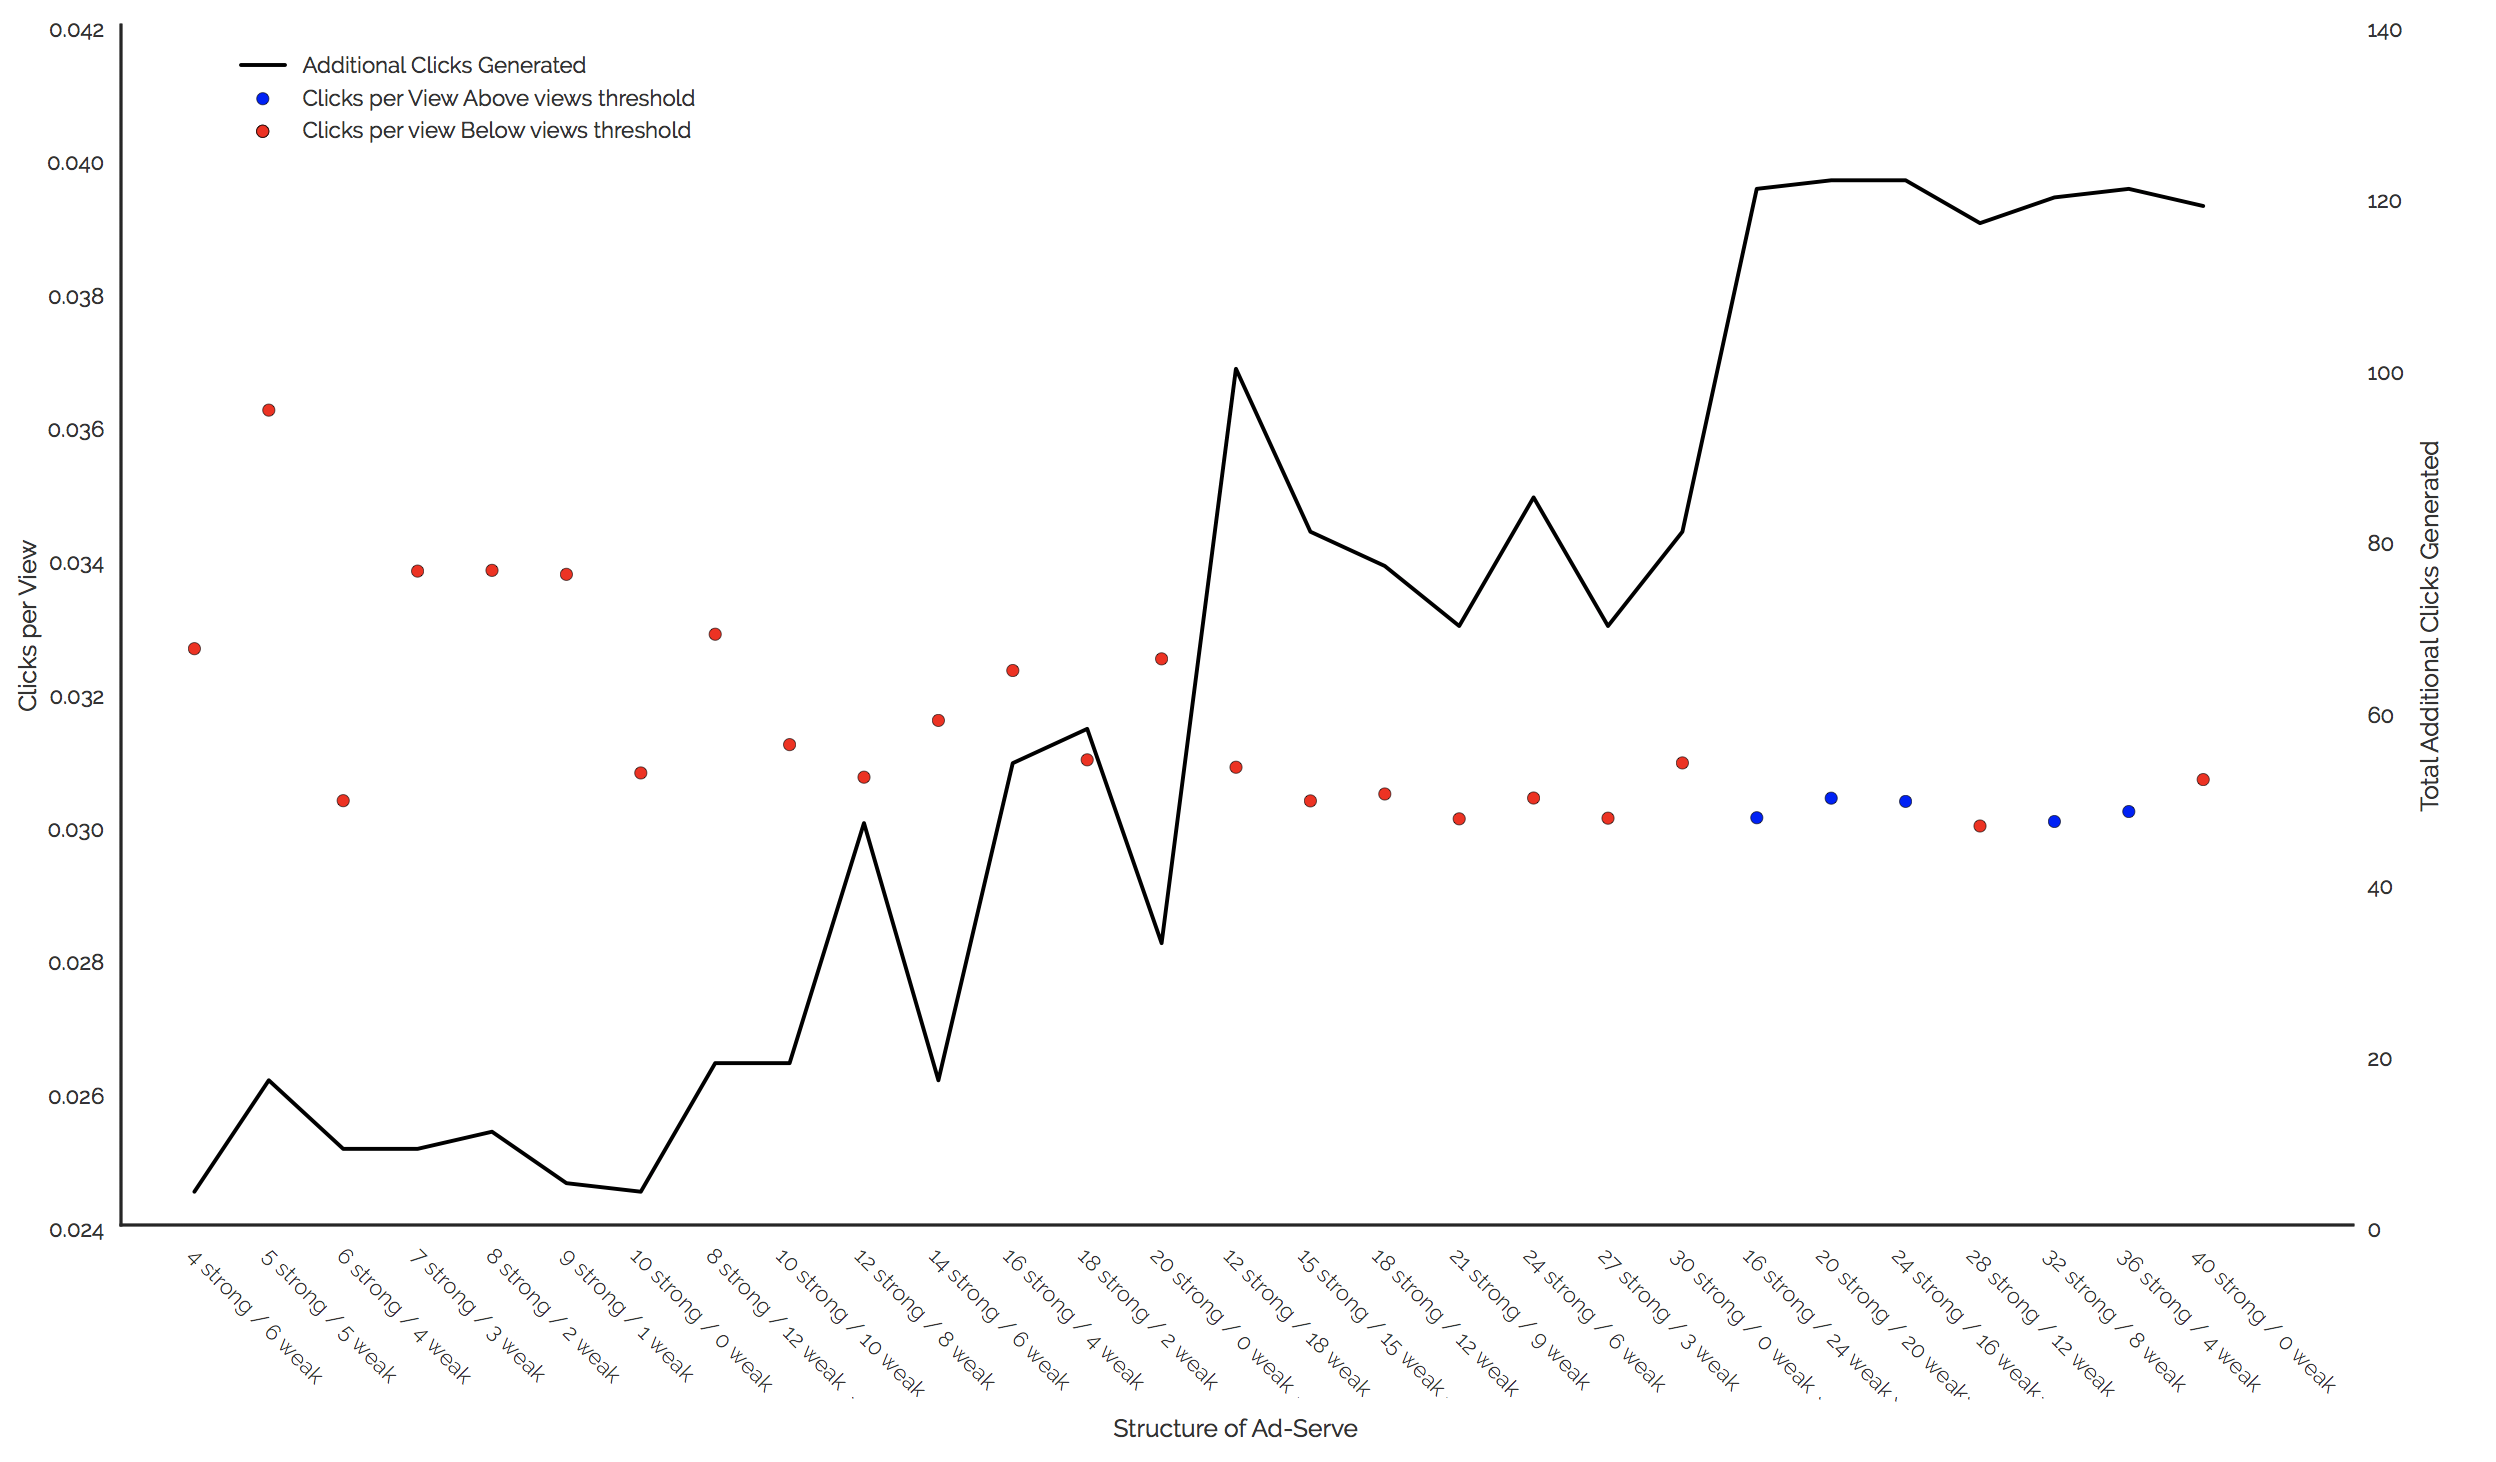 0.042
0.040
0.038
0.036
0.034
0.032
0.030
0.028
0.026
0.024
Clicks per View
Additional Clicks Generated
Clicks per View Above views threshold
Clicks per view Below views threshold
140
120
100
80
60
40
20
0
Total Additional Clicks Generated
4 strong / 6 weak
5 strong / 5 weak
6 strong / 4 weak
7 strong / 3 weak
8 strong / 2 weak
9 strong / 1 weak
10 strong / 0 weak
8 strong / 12 weak
10 strong / 10 weak
12 strong / 8 weak
14 strong / 6 weak
16 strong / 4 weak
18 strong / 2 weak
20 strong / 0 weak
12 strong / 18 weak
15 strong / 15 weak
18 strong / 12 weak
21 strong / 9 weak
24 strong / 6 weak
27 strong / 3 weak
30 strong / 0 weak
16 strong / 24 weak
20 strong / 20 weak
24 strong / 16 weak
28 strong / 12 weak
32 strong / 8 weak
36 strong / 4 weak
40 strong / 0 weak
Structure of Ad-Serve